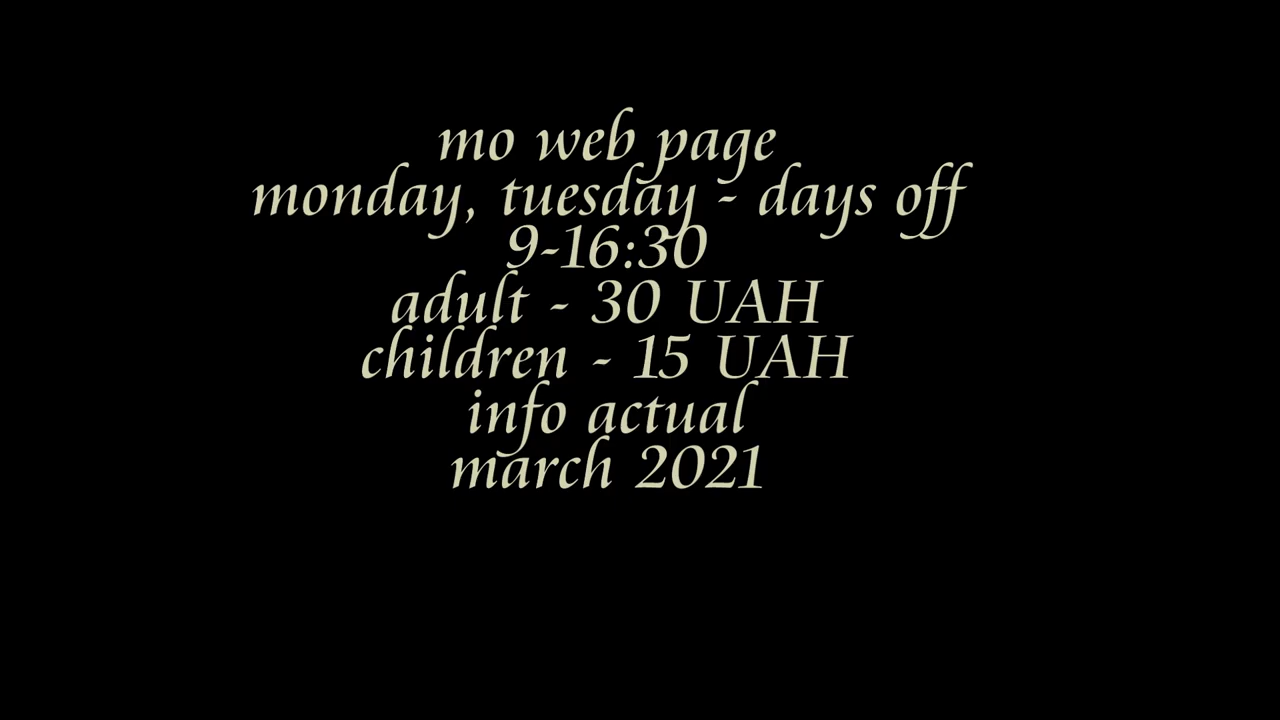 mo web page
monday, tuesday - days off
9-16:30
adult - 30 UAH
children - 15 UAH
info actual
march 2021